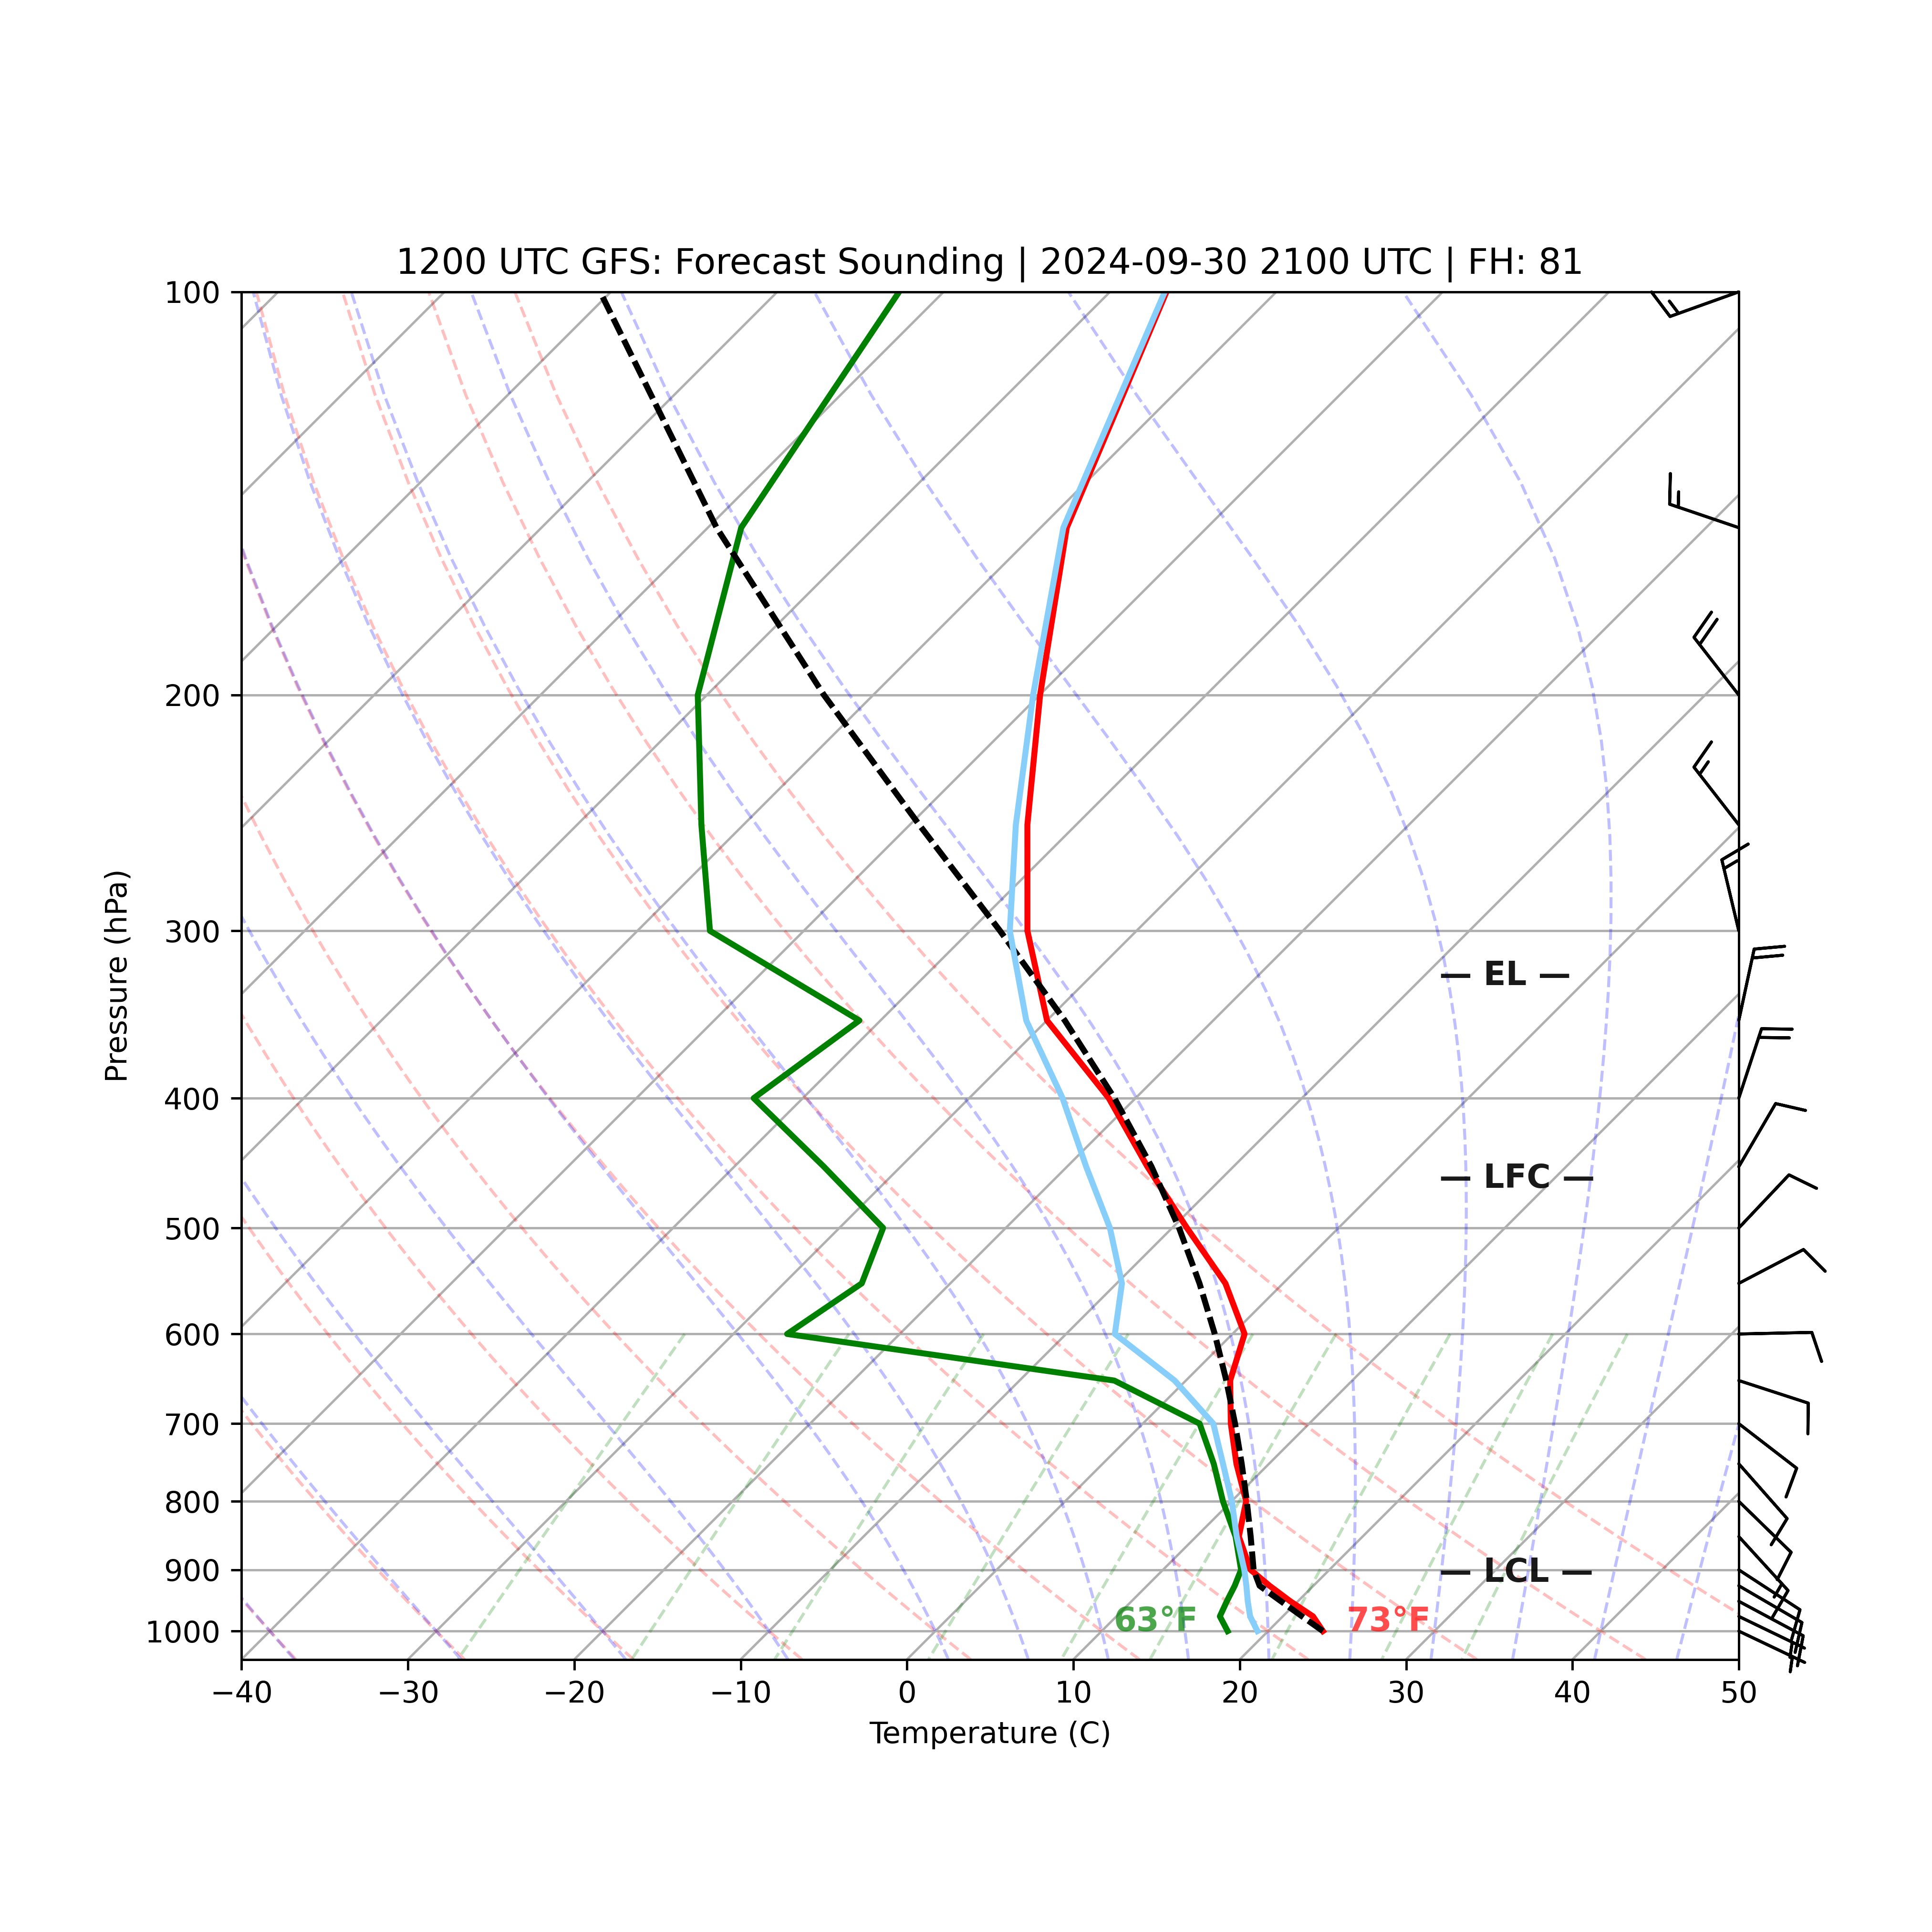 1200 UTC GFS: Forecast Sounding | 2024-09-30 2100 UTC | FH: 81
100
200
300
— EL —
400
— LFC —
500
600
700
800
900
— LCL —
63°F
73°F
1000
−40
−30
−20
−10
0
10
20
30
40
50
Temperature (C)
Pressure (hPa)